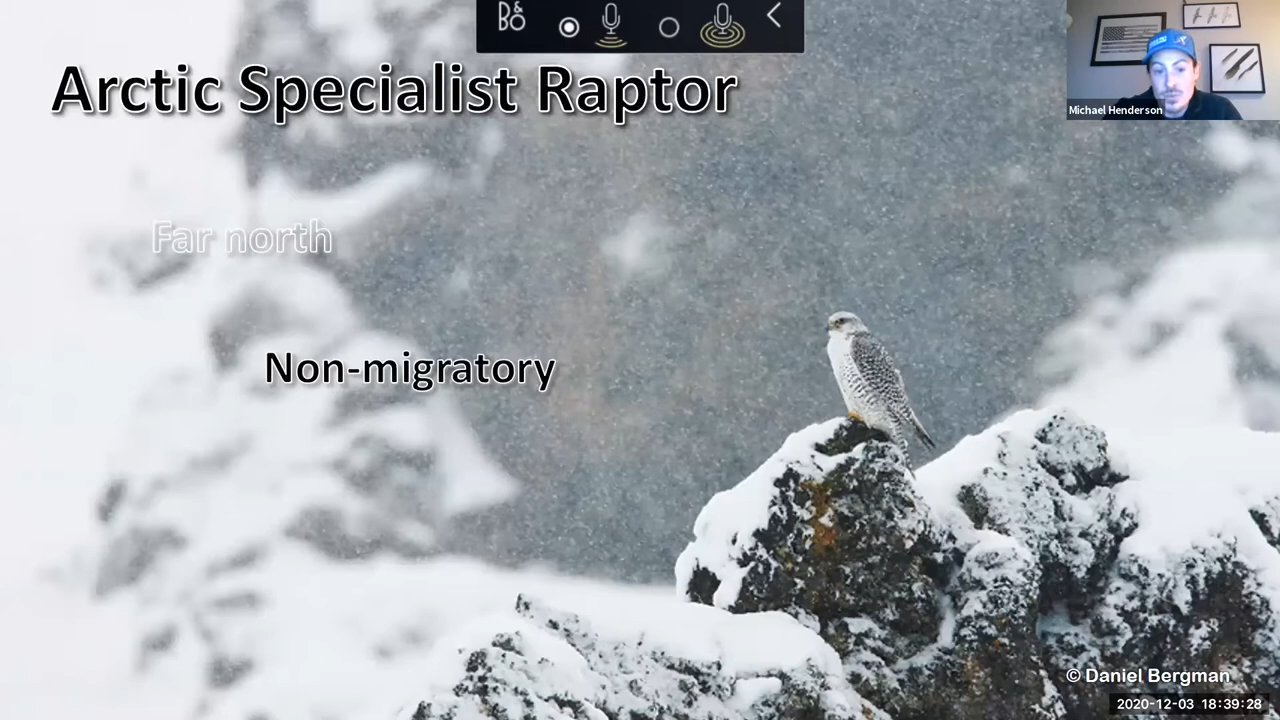 B&O
Arctic Specialist Raptor
Michael Henderson
Far north
Non-migratory
© Daniel Bergman
2020-12-03 18:39:28